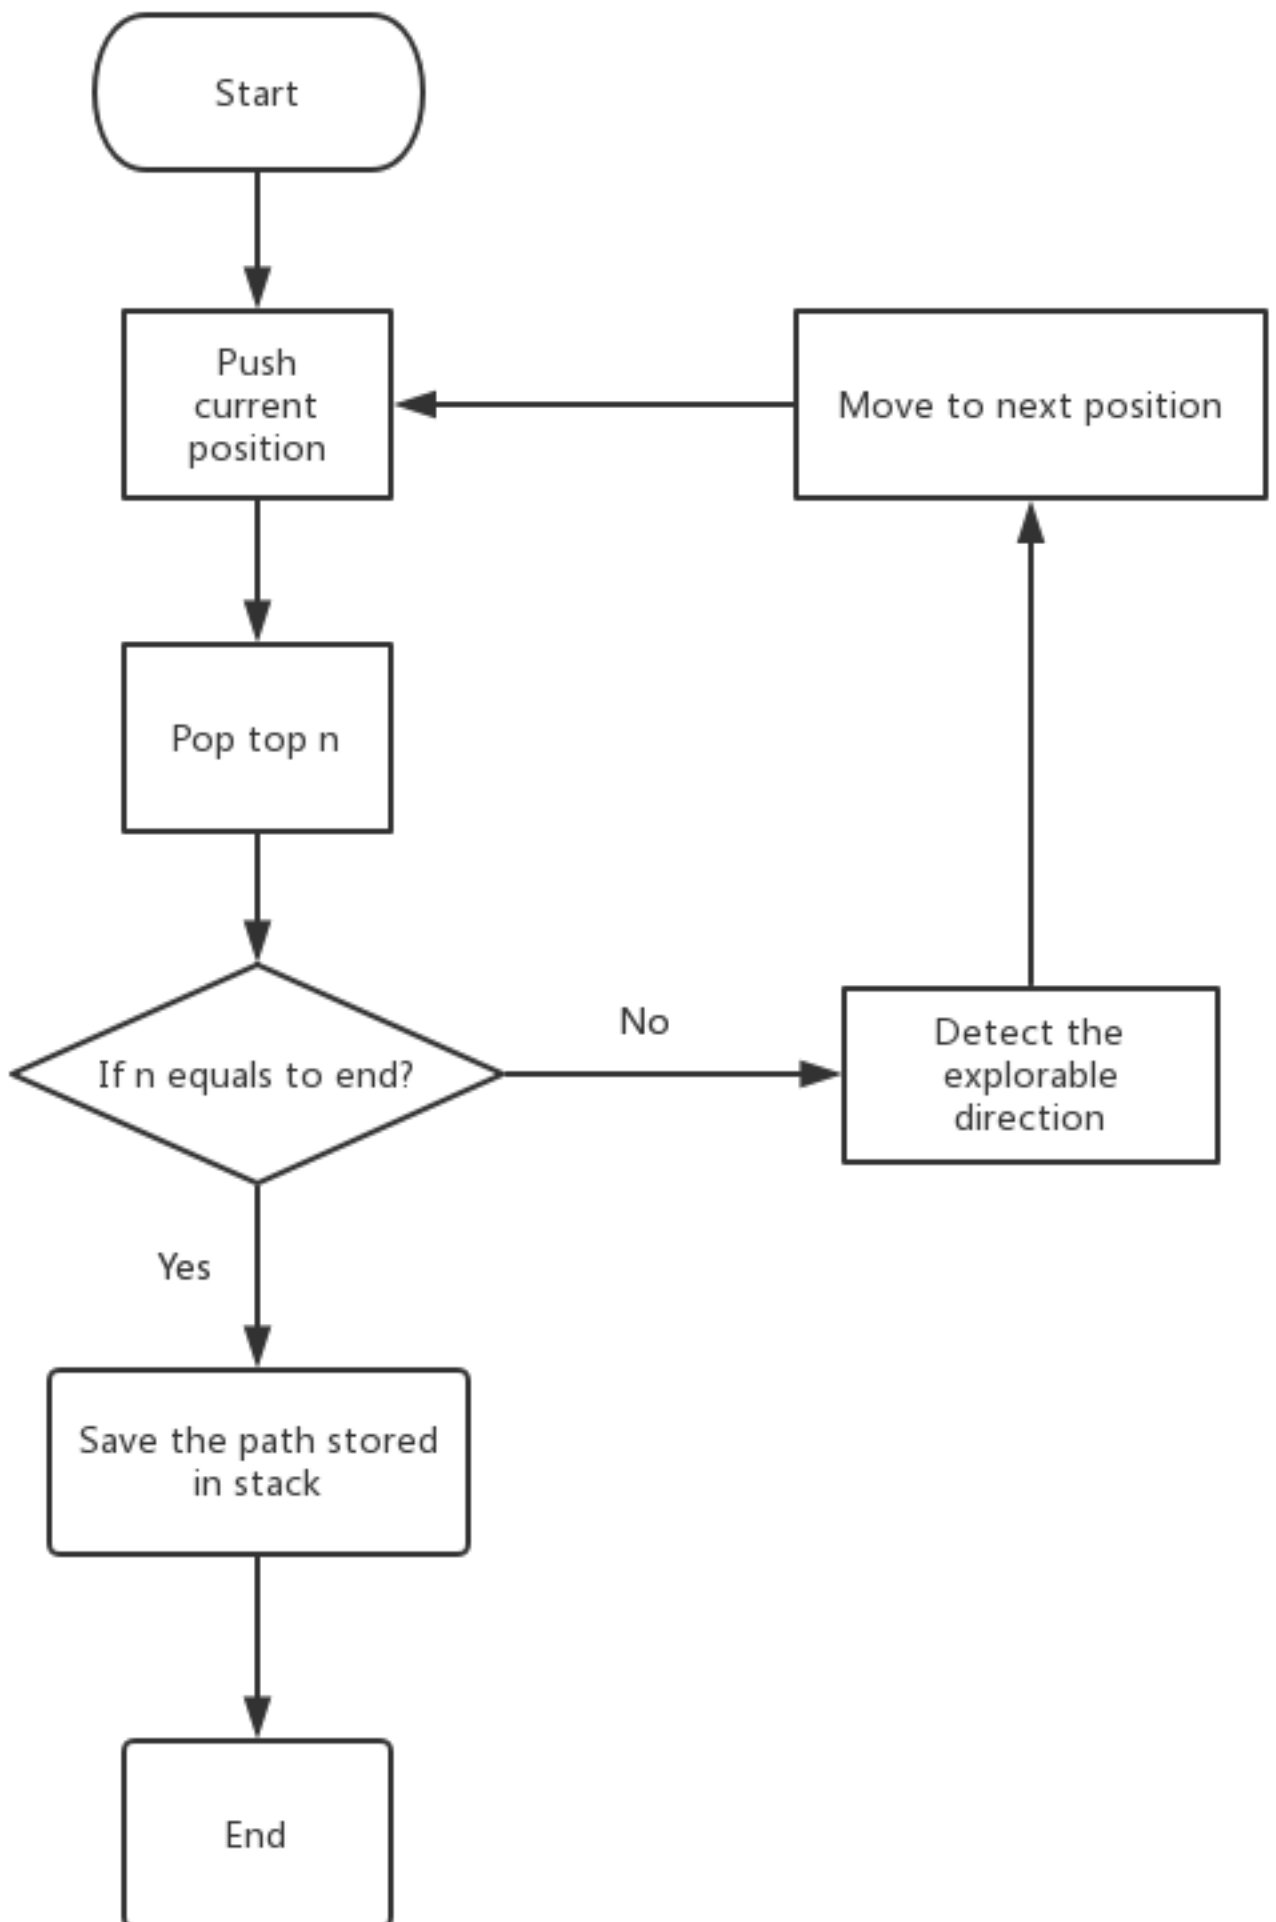 Start
Push
current
position
Move to next position
Pop top n
If n equals to end?
No
Detect the
explorable
direction
Yes
Save the path stored
in stack
End